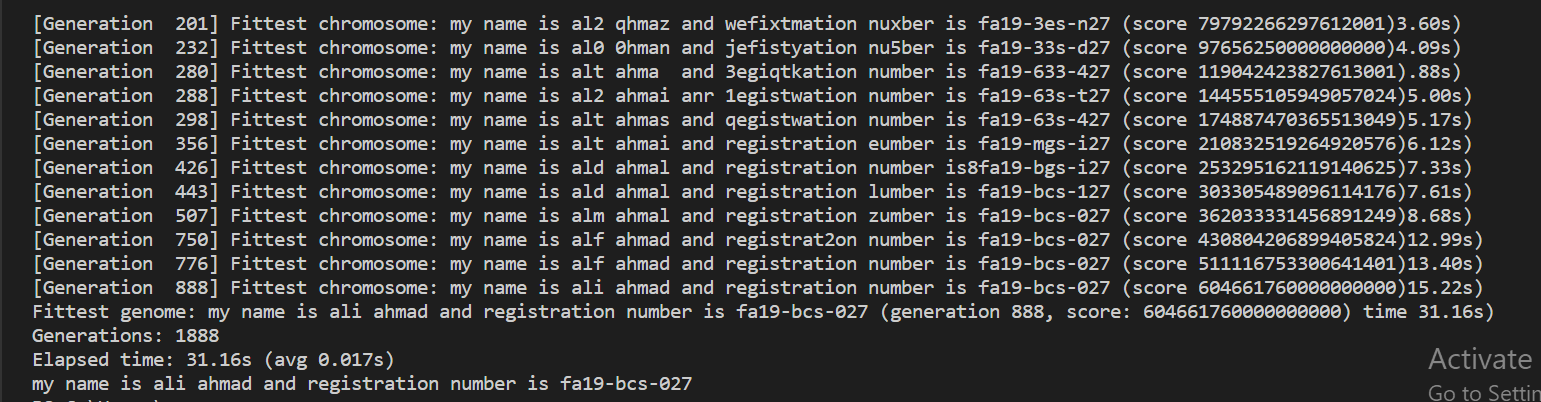 [Generation  201] Fittest chromosome: my name is al2 qhmaz and wefixtmation nuxber is fa19-3es-n27 (score 79792266297612001)3.60s)
[Generation  232] Fittest chromosome: my name is al0 0hman and jefistyation nu5ber is fa19-33s-d27 (score 97656250000000000)4.09s)
[Generation  280] Fittest chromosome: my name is alt ahma  and 3egiqtkation number is fa19-633-427 (score 119042423827613001).88s)
[Generation  288] Fittest chromosome: my name is al2 ahmai anr 1egistwation number is fa19-63s-t27 (score 144555105949057024)5.00s)
[Generation  298] Fittest chromosome: my name is alt ahmas and qegistwation number is fa19-63s-427 (score 174887470365513049)5.17s)
[Generation  356] Fittest chromosome: my name is alt ahmai and registration eumber is fa19-mgs-i27 (score 210832519264920576)6.12s)
[Generation  426] Fittest chromosome: my name is ald ahmal and registration number is8fa19-bgs-i27 (score 253295162119140625)7.33s)
[Generation  443] Fittest chromosome: my name is ald ahmal and registration lumber is fa19-bcs-127 (score 303305489096114176)7.61s)
[Generation  507] Fittest chromosome: my name is alm ahmal and registration zumber is fa19-bcs-027 (score 362033331456891249)8.68s)
[Generation  750] Fittest chromosome: my name is alf ahmad and registrat2on number is fa19-bcs-027 (score 430804206899405824)12.99s)
[Generation  776] Fittest chromosome: my name is alf ahmad and registration number is fa19-bcs-027 (score 511116753300641401)13.40s)
[Generation  888] Fittest chromosome: my name is ali ahmad and registration number is fa19-bcs-027 (score 604661760000000000)15.22s)
Fittest genome: my name is ali ahmad and registration number is fa19-bcs-027 (generation 888, score: 604661760000000000) time 31.16s)
Generations: 1888
Elapsed time: 31.16s (avg 0.017s)
my name is ali ahmad and registration number is fa19-bcs-027
Activate
Go to Settin